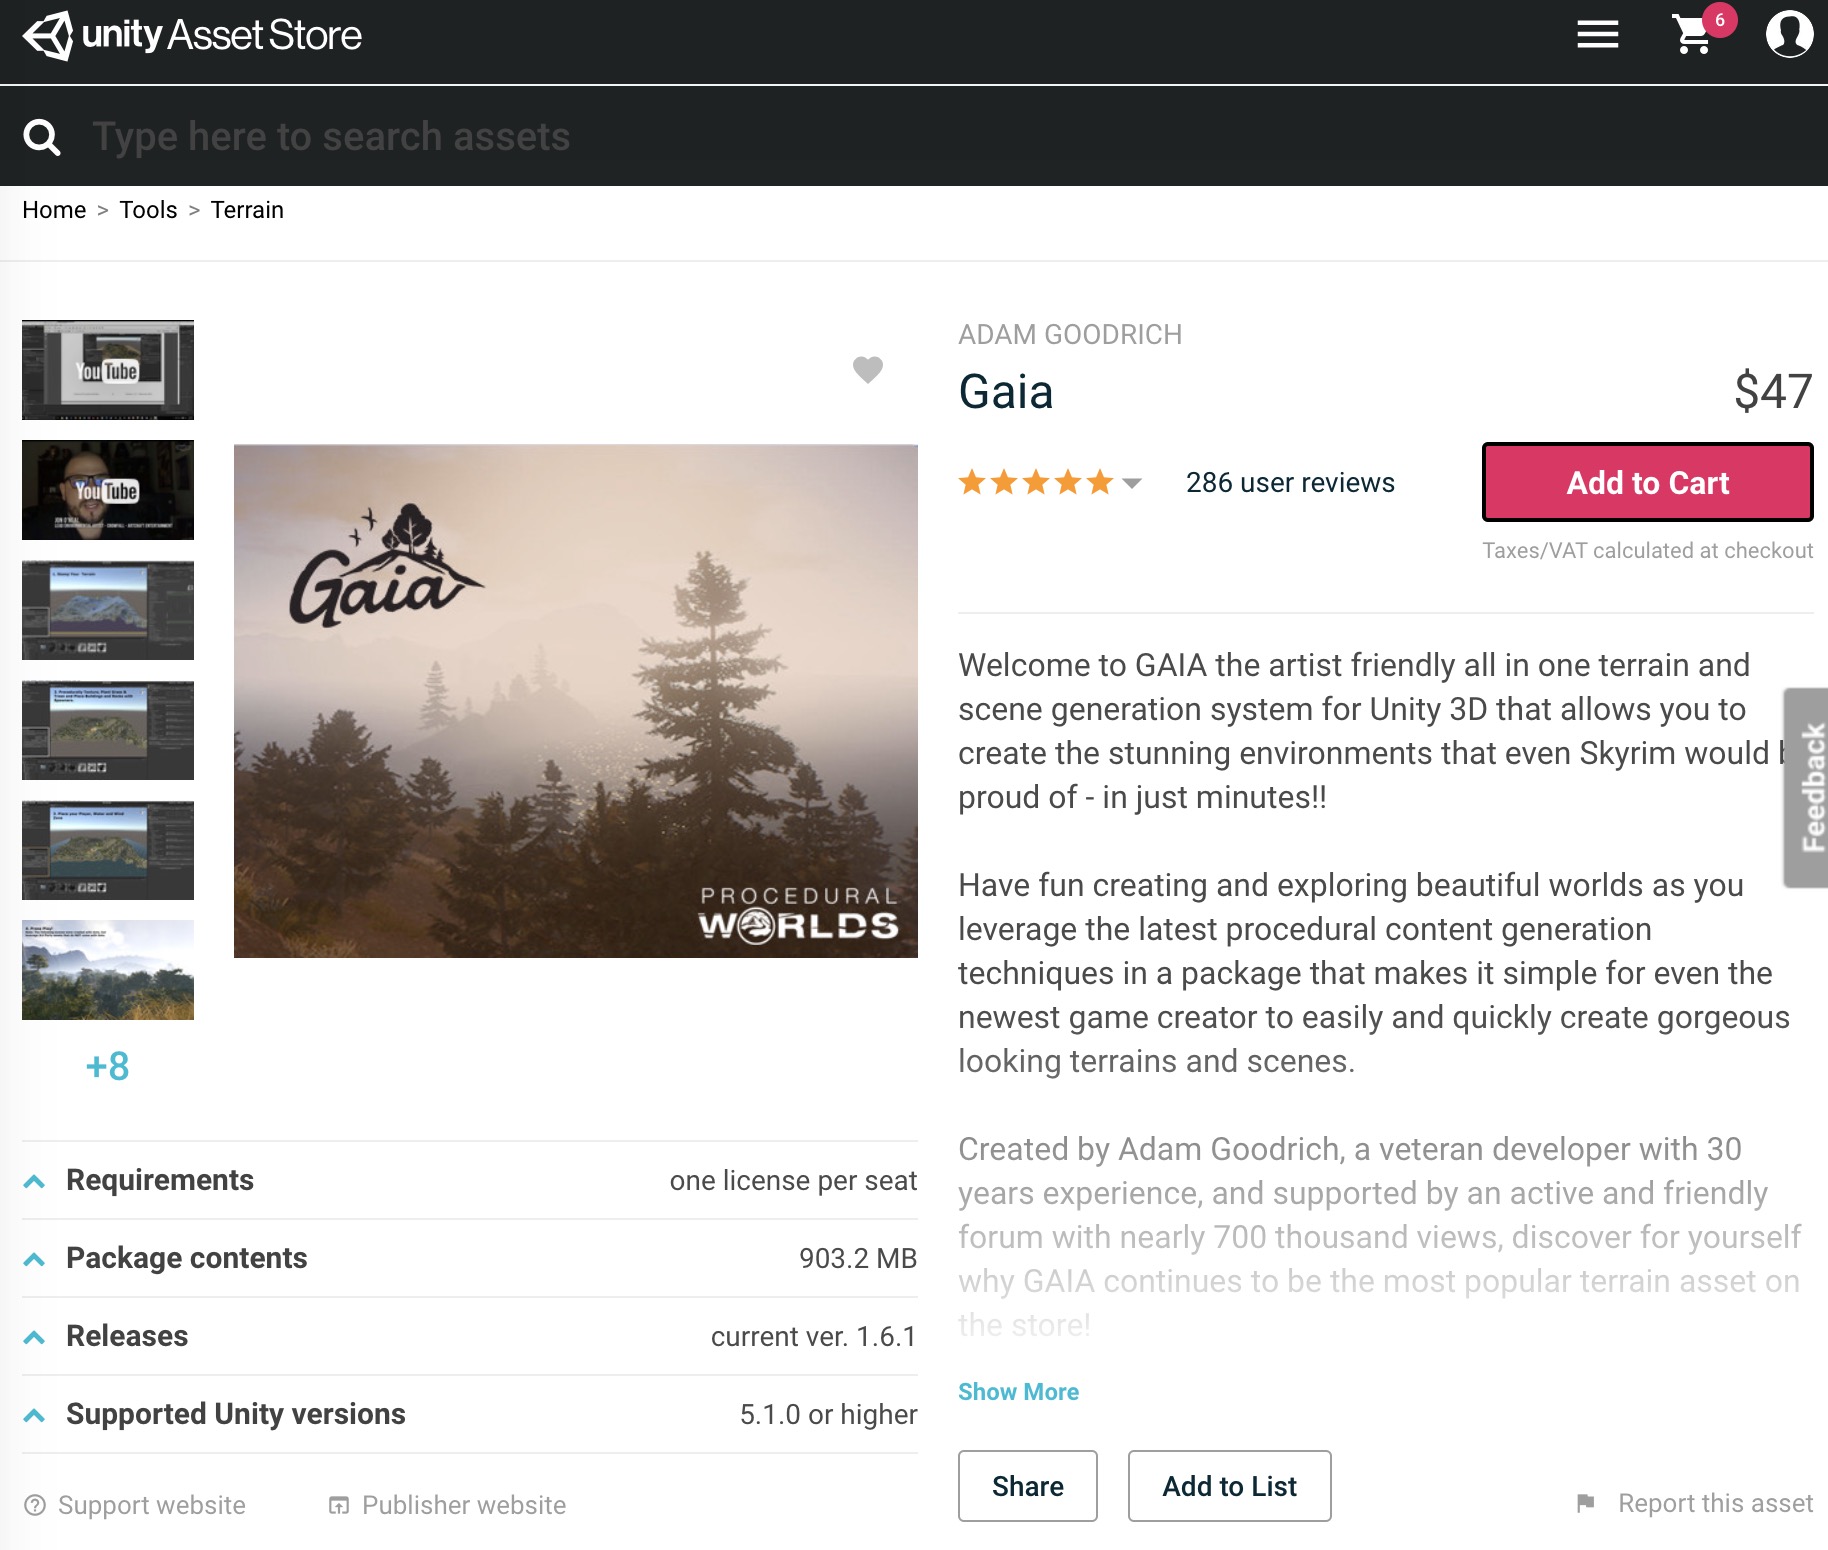 unity Asset Store
6
Type here to search assets
Home > Tools > Terrain
YouTube
YouTube
Gaia
PROCEDURAL
WORLDS
+8
Requirements one license per seat
Package contents 903.2 MB
Releases current ver. 1.6.1
Supported Unity versions 5.1.0 or higher
Support website Publisher website
ADAM GOODRICH
Gaia $47
286 user reviews
Add to Cart
Taxes/VAT calculated at checkout
Welcome to GAIA the artist friendly all in one terrain and
scene generation system for Unity 3D that allows you to
create the stunning environments that even Skyrim would
proud of - in just minutes!!
Have fun creating and exploring beautiful worlds as you
leverage the latest procedural content generation
techniques in a package that makes it simple for even the
newest game creator to easily and quickly create gorgeous
looking terrains and scenes.
Created by Adam Goodrich, a veteran developer with 30
years experience, and supported by an active and friendly
forum with nearly 700 thousand views, discover for yourself
why GAIA continues to be the most popular terrain asset on
the store!
Show More
Share
Add to List
Report this asset
Feedback